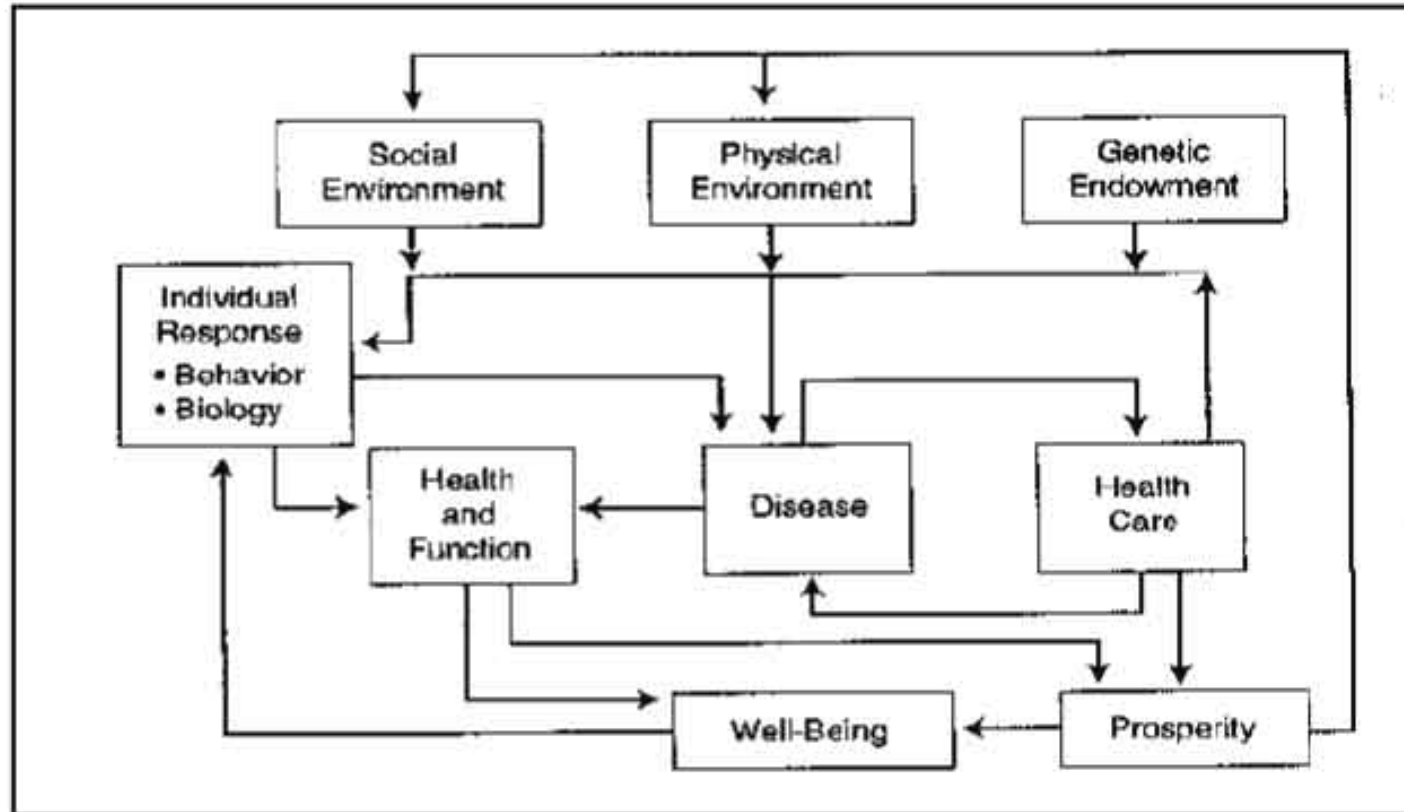 Social
Environment
Physical
Environment
Genetic
Endowment
Individual
Response
• Behavior
• Biology
Health
and
Function
Disease
Health
Care
Well-Being
Prosperity